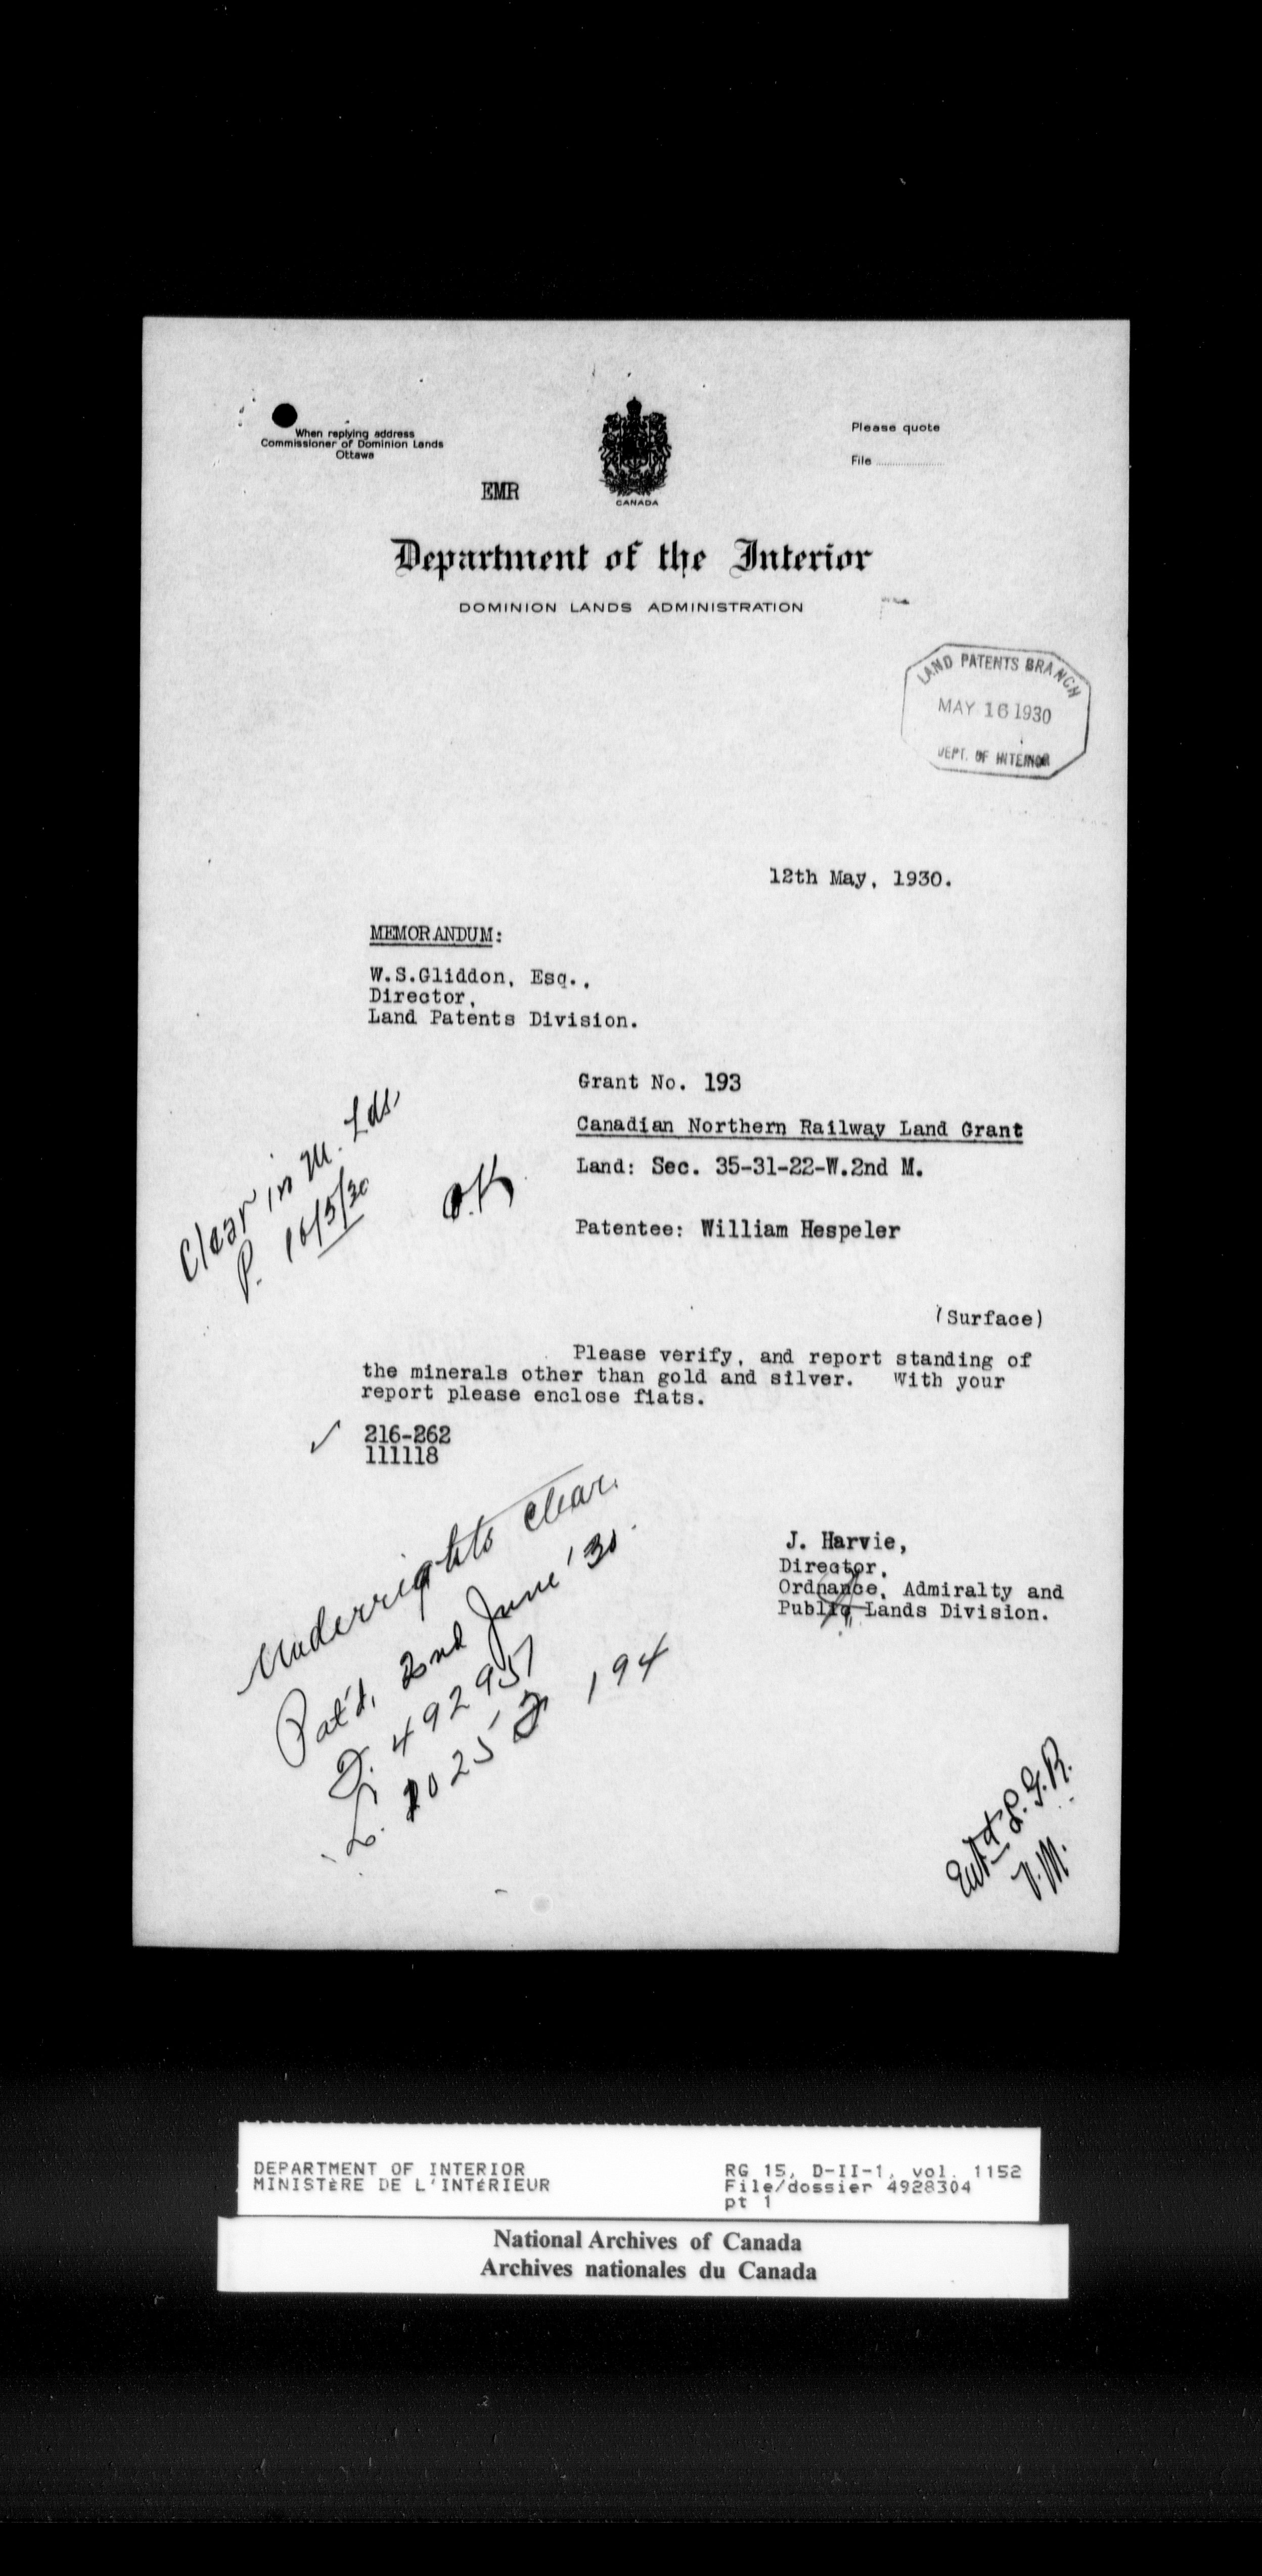 When replying address
Commissioner of Dominion Lands
Ottawa
Please quote
File
EMR
CANADA
Department of the Interior
DOMINION LANDS ADMINISTRATION
LAND PATENTS BRANCH
MAY 16 1930
DEPT. OF INTERIOR
12th May, 1930.
MEMORANDUM:
W.S.Gliddon, Esq.,
Director,
Land Patents Division.
Grant No. 193
Canadian Northern Railway Land Grant
Land: Sec. 35-31-22-W.2nd M.
Patentee: William Hespeler
Clear in M. Lds.
P. 16/5/30
O.K
(Surface)
Please verify, and report standing of
the minerals other than gold and silver. With your
report please enclose fiats.
216-262
111118
Underrights clear.
Pat'd, 2nd June '30
492951
194
J. Harvie,
Director,
Ordnance, Admiralty and
Public Lands Division.
Ent'd L.G.R.
V.M.
DEPARTMENT OF INTERIOR
MINISTÈRE DE L'INTÉRIEUR
RG 15, D-II-1, vol. 1152
File/dossier 4928304
pt 1
National Archives of Canada
Archives nationales du Canada